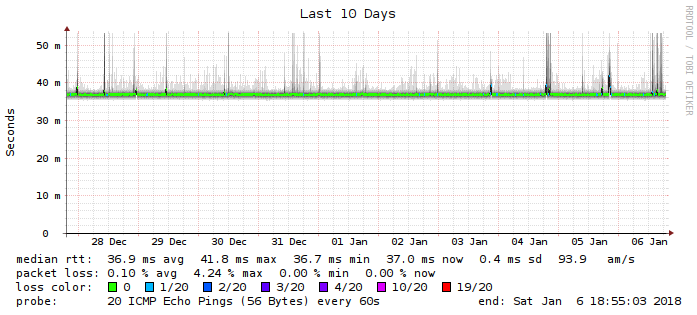 Last 10 Days
RRDTOOL / TOBI OETIKER
Seconds
50 m
40 m
30 m
20 m
10 m
0
28 Dec 29 Dec 30 Dec 31 Dec 01 Jan 02 Jan 03 Jan 04 Jan 05 Jan 06 Jan
median rtt: 36.9 ms avg 41.8 ms max 36.7 ms min 37.0 ms now 0.4 ms sd 93.9 am/s
packet loss: 0.10 % avg 4.24 % max 0.00 % min 0.00 % now
loss color: 0 1/20 2/20 3/20 4/20 10/20 19/20
probe: 20 ICMP Echo Pings (56 Bytes) every 60s end: Sat Jan 6 18:55:03 2018